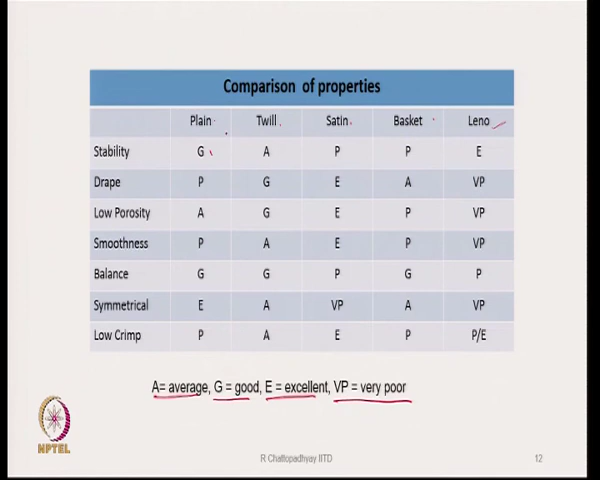 Comparison of properties
Plain Twill Satin Basket Leno
Stability G A P P E
Drape P G E A VP
Low Porosity A G E P VP
Smoothness P A E P VP
Balance G G P G P
Symmetrical E A VP A VP
Low Crimp P A E P P/E
A= average, G = good, E = excellent, VP = very poor
NPTEL
R Chattopadhyay IITD 12